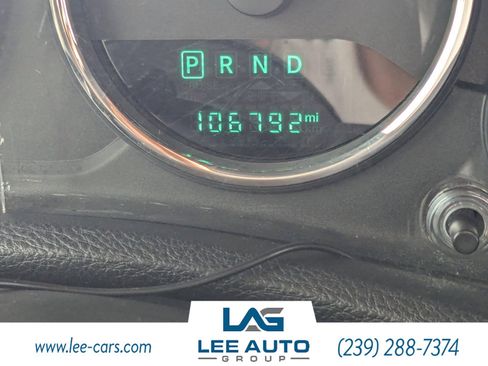 P R N D
106792 mi
LAG
www.lee-cars.com
LEE AUTO
(239) 288-7374
GROUP